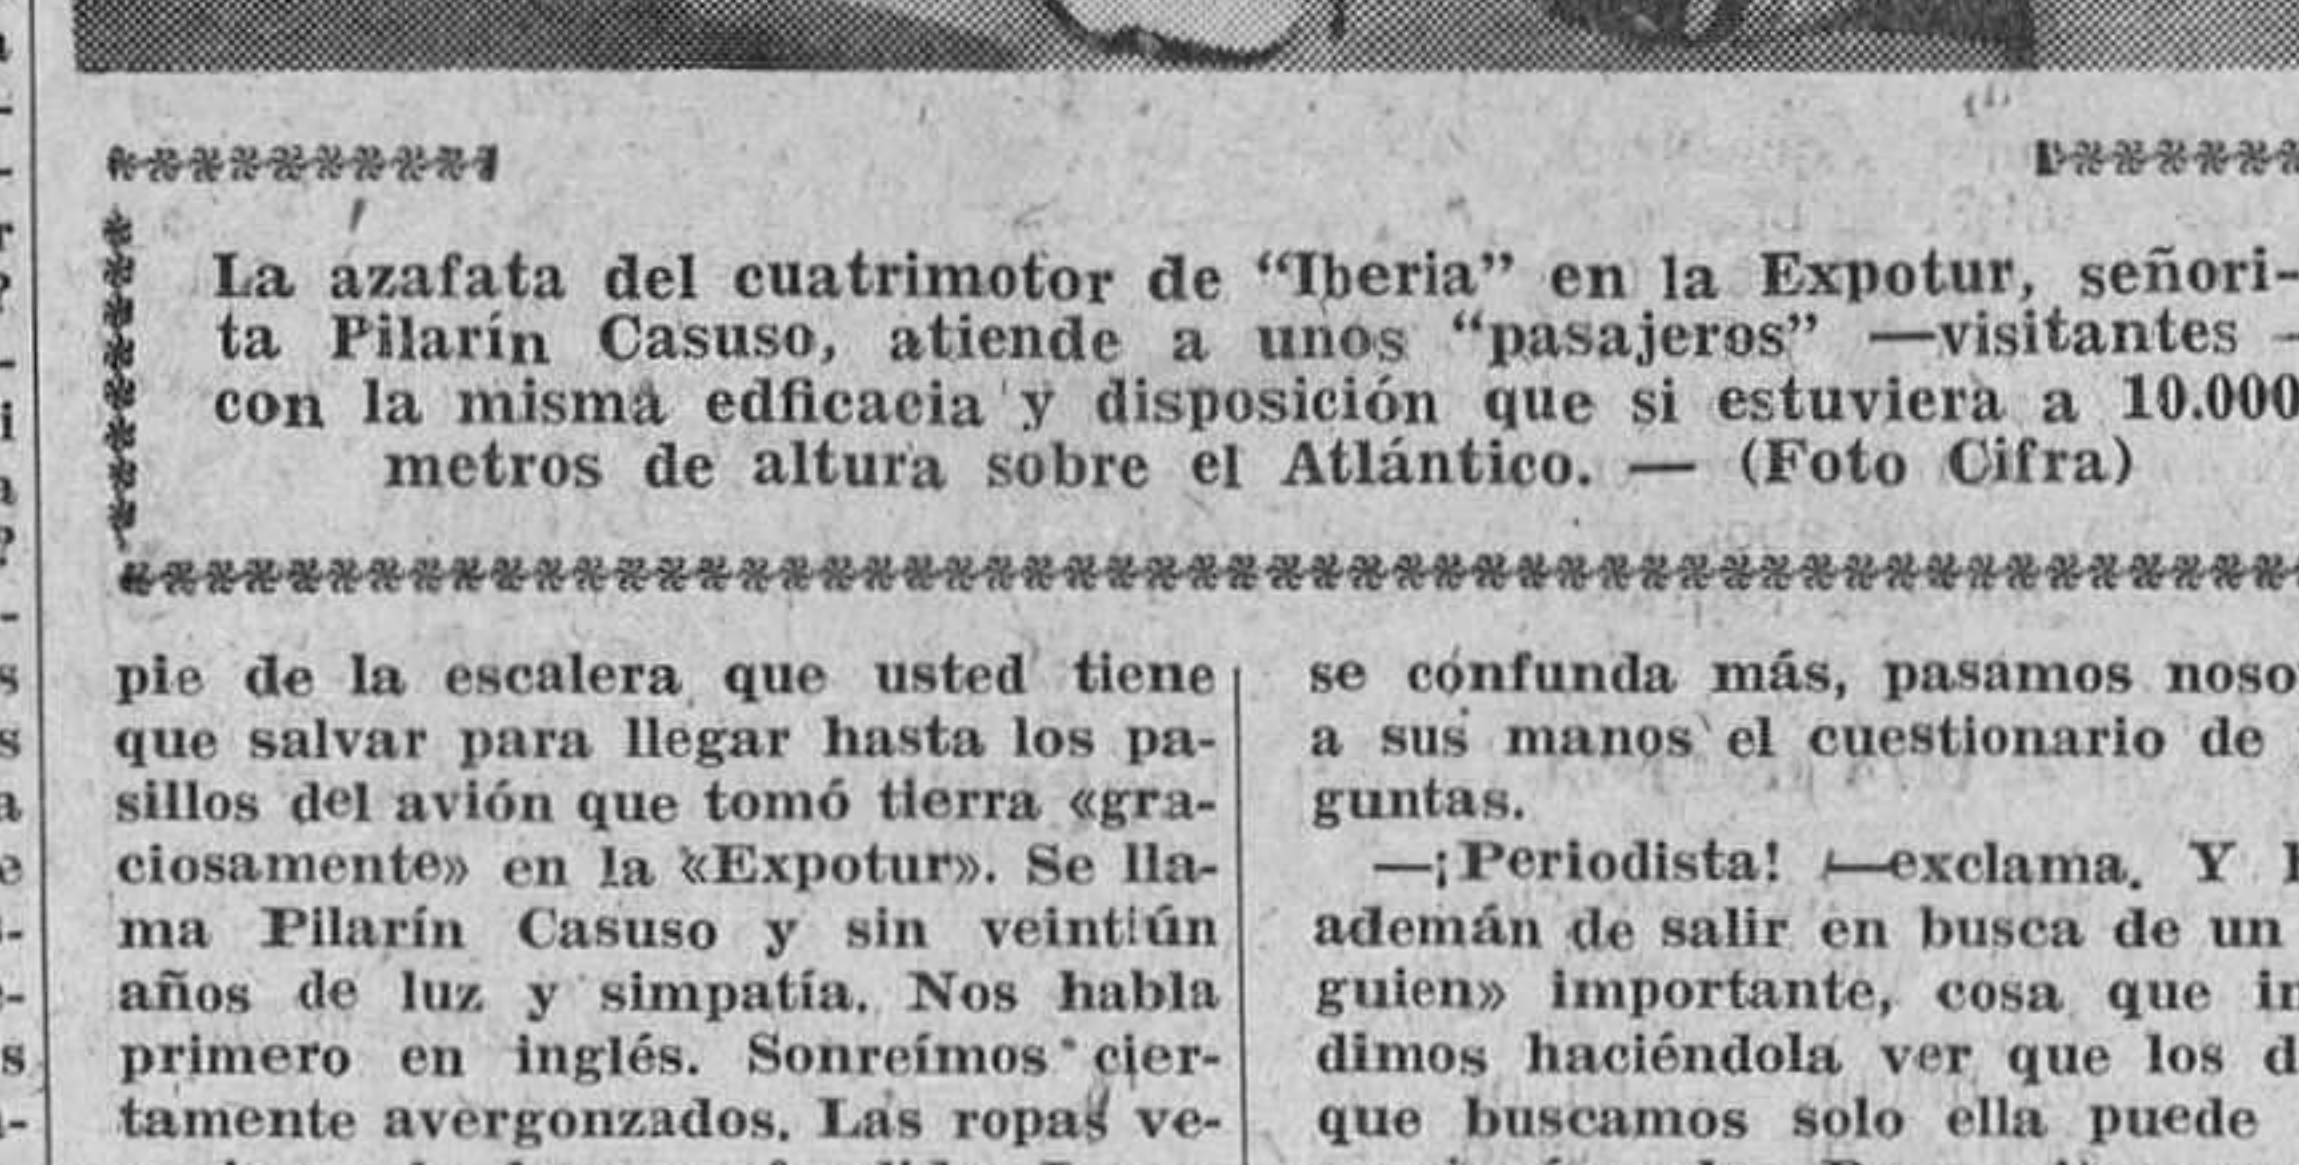 La azafata del cuatrimotor de “Iberia” en la Expotur, señori-
ta Pilarín Casuso, atiende a unos “pasajeros” —visitantes —
con la misma edficacia y disposición que si estuviera a 10.000
metros de altura sobre el Atlántico. — (Foto Cifra)
pie de la escalera que usted tiene
que salvar para llegar hasta los pa-
sillos del avión que tomó tierra «gra-
ciosamente» en la «Expotur». Se lla-
ma Pilarín Casuso y sin veintiún
años de luz y simpatía. Nos habla
primero en inglés. Sonreímos cier-
tamente avergonzados. Las ropas ve-
se confunda más, pasamos noso
a sus manos el cuestionario de
guntas.
—¡Periodista! —exclama. Y
ademán de salir en busca de un
guien» importante, cosa que
dimos haciéndola ver que los d
que buscamos solo ella puede